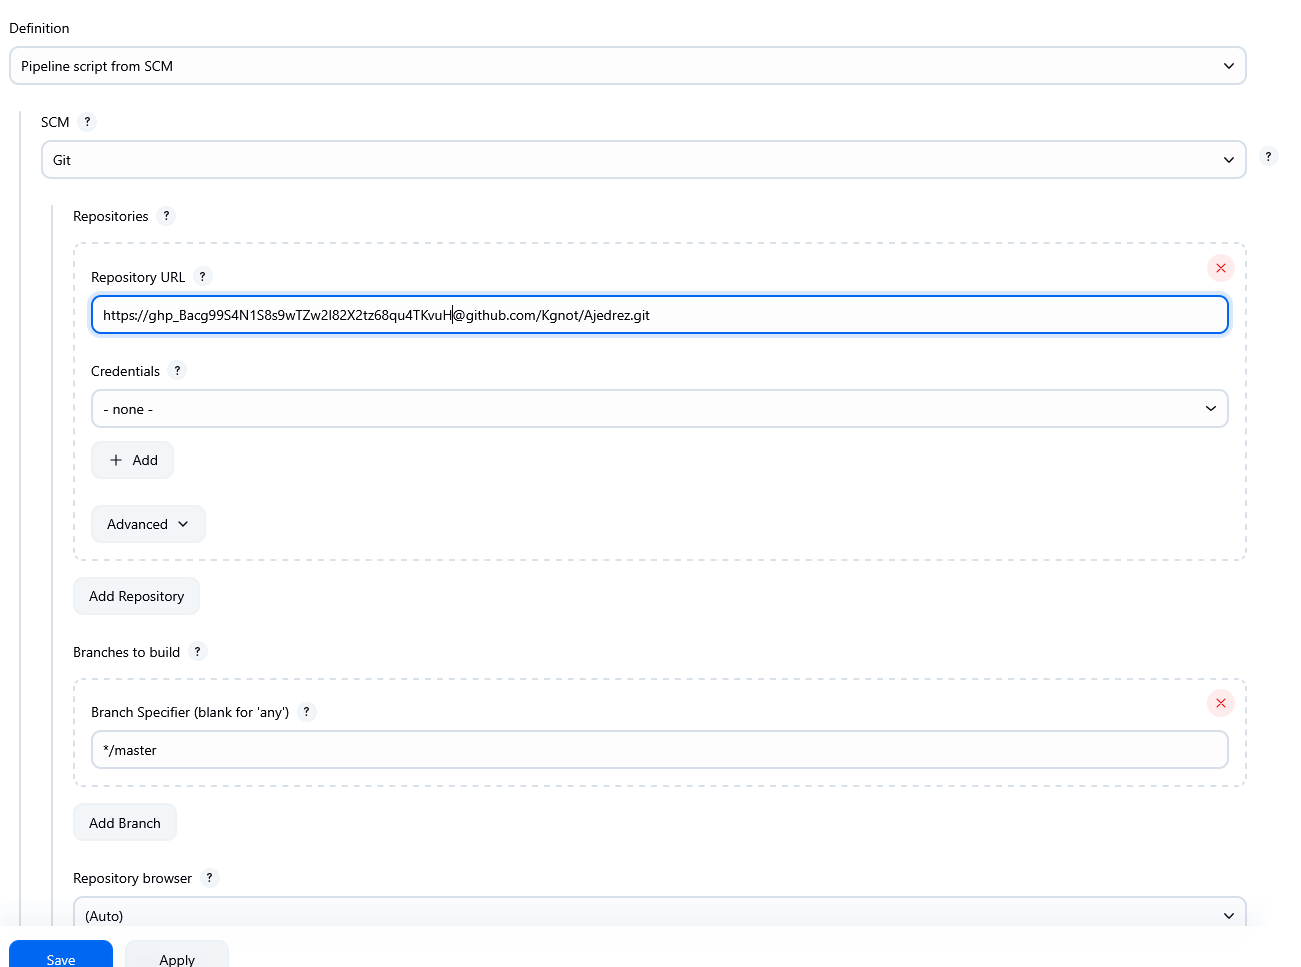 Definition
Pipeline script from SCM
SCM ?
Git
?
Repositories ?
Repository URL ?
https://@github.com/Kgnot/Ajedrez.git
Credentials ?
- none -
+ Add
Advanced
Add Repository
Branches to build ?
Branch Specifier (blank for 'any') ?
*/master
Add Branch
Repository browser ?
(Auto)
Save Apply